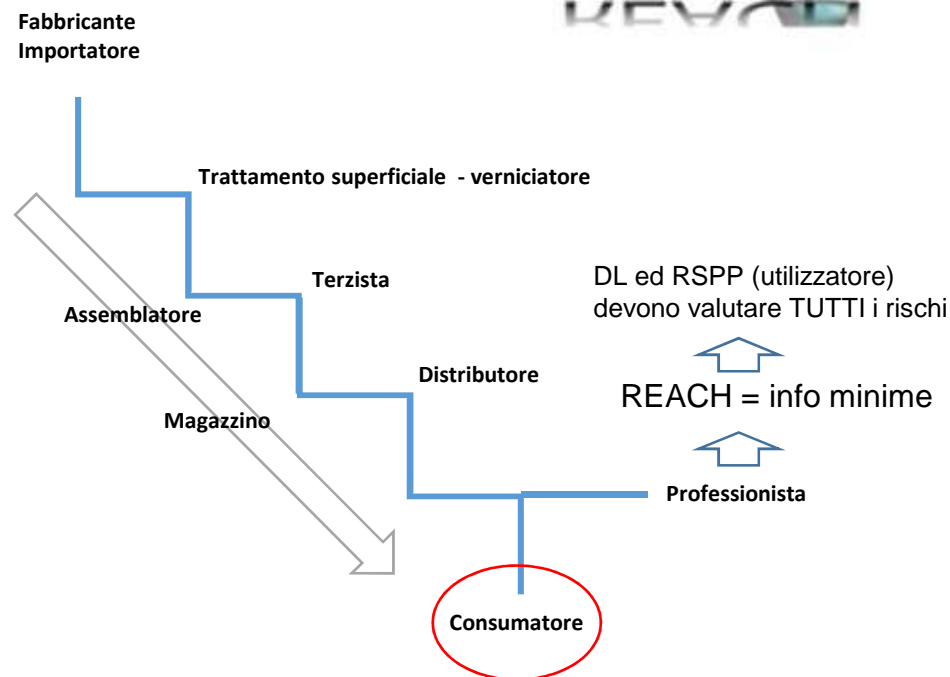 REACH
Fabbricante
Importatore
Trattamento superficiale - verniciatore
Terzista
Assemblatore
DL ed RSPP (utilizzatore)
devono valutare TUTTI i rischi
Distributore
REACH = info minime
Magazzino
Professionista
Consumatore